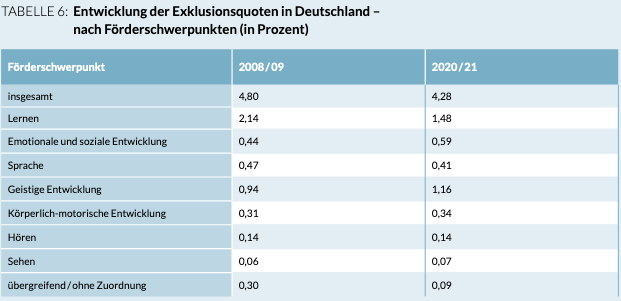 TABELLE 6: Entwicklung der Exklusionsquoten in Deutschland –
nach Förderschwerpunkten (in Prozent)
Förderschwerpunkt 2008/09 2020/21
insgesamt 4,80 4,28
Lernen 2,14 1,48
Emotionale und soziale Entwicklung 0,44 0,59
Sprache 0,47 0,41
Geistige Entwicklung 0,94 1,16
Körperlich-motorische Entwicklung 0,31 0,34
Hören 0,14 0,14
Sehen 0,06 0,07
übergreifend/ohne Zuordnung 0,30 0,09